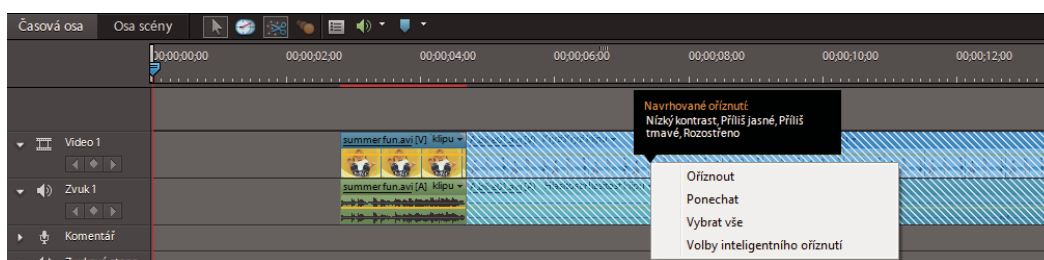 Časová osa Osa scény
00;00;00;00 00;00;02;00 00;00;04;00 00;00;06;00 00;00;08;00 00;00;10;00 00;00;12;00
Navrhované oříznutí:
Nízký kontrast, Příliš jasné, Příliš
tmavé, Rozostřeno
Video 1
summer fun.avi [V] klipu
Oříznout
Zvuk 1
summer fun.avi [A] klipu
Ponechat
Vybrat vše
Komentář
Volby inteligentního oříznutí